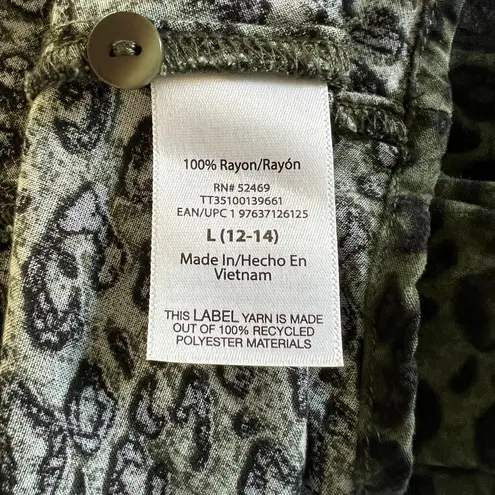 100% Rayon/Rayón
RN# 52469
TT35100139661
EAN/UPC 1 97637126125
L (12-14)
Made In/Hecho En
Vietnam
THIS LABEL YARN IS MADE
OUT OF 100% RECYCLED
POLYESTER MATERIALS